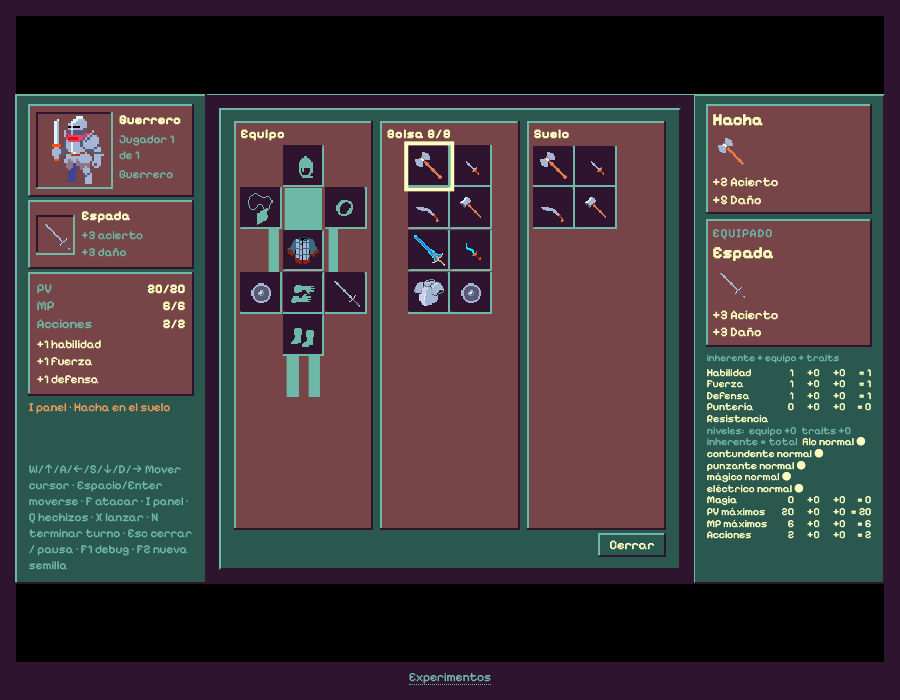 Guerrero
Jugador 1
de 1
Guerrero
Espada
+3 acierto
+3 daño
PV 20/20
MP 6/6
Acciones 2/2
+1 habilidad
+1 fuerza
+1 defensa
I panel · Hacha en el suelo
W/↑/A/←/S/↓/D/→ Mover
cursor · Espacio/Enter
moverse · F atacar · I panel ·
Q hechizos · X lanzar · N
terminar turno · Esc cerrar
/ pausa · F1 debug · F2 nueva
semilla
Equipo
Bolsa 8/8
Suelo
Cerrar
Hacha
+2 Acierto
+5 Daño
EQUIPADO
Espada
+3 Acierto
+3 Daño
inherente + equipo + traits
Habilidad 1 +0 +0 =1
Fuerza 1 +0 +0 =1
Defensa 1 +0 +0 =1
Puntería 0 +0 +0 =0
Resistencia
niveles: equipo +0 traits +0
inherente = total filo normal
contundente normal
punzante normal
mágico normal
eléctrico normal
Magia 0 +0 +0 =0
PV máximos 20 +0 +0 =20
MP máximos 6 +0 +0 =6
Acciones 2 +0 +0 =2
Experimentos